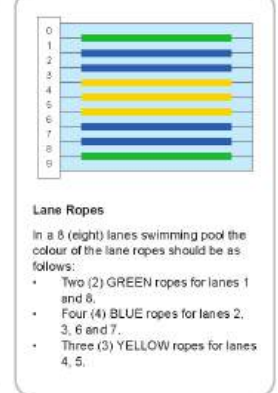 0
1
2
3
4
5
6
7
8
9
Lane Ropes
In a 8 (eight) lanes swimming pool the
colour of the lane ropes should be as
follows:
• Two (2) GREEN ropes for lanes 1
and 8.
• Four (4) BLUE ropes for lanes 2,
3, 6 and 7.
• Three (3) YELLOW ropes for lanes
4, 5.